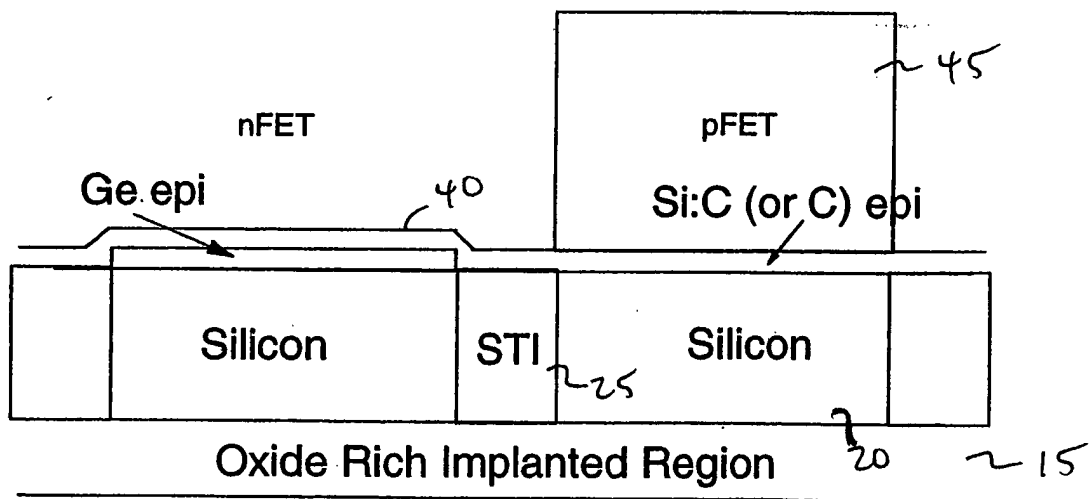 45
nFET
pFET
Ge epi
40
Si:C (or C) epi
Silicon
STI
25
Silicon
20
15
Oxide Rich Implanted Region